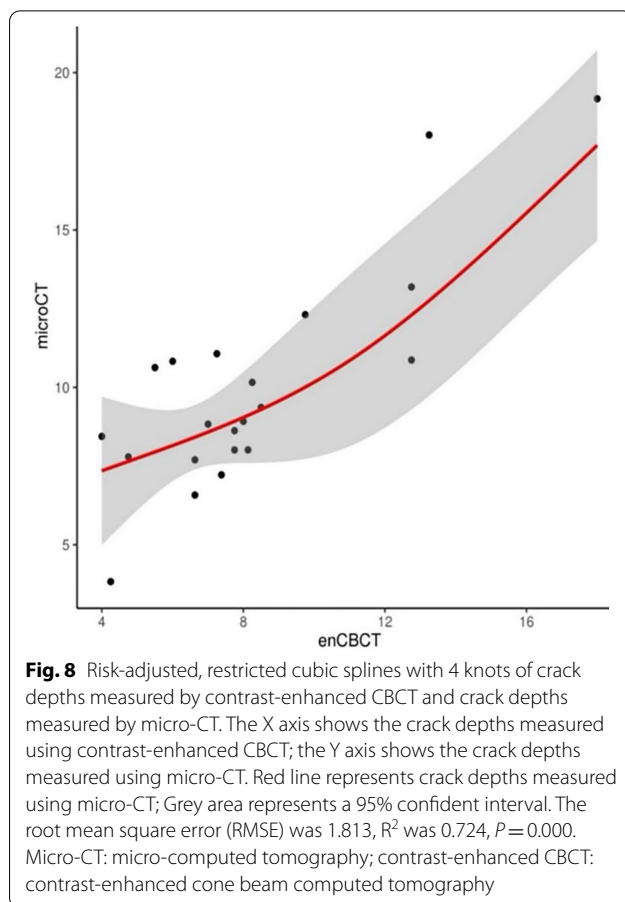 20
15
10
5
microCT
4 8 12 16
enCBCT
Fig. 8 Risk-adjusted, restricted cubic splines with 4 knots of crack
depths measured by contrast-enhanced CBCT and crack depths
measured by micro-CT. The X axis shows the crack depths measured
using contrast-enhanced CBCT; the Y axis shows the crack depths
measured using micro-CT. Red line represents crack depths measured
using micro-CT; Grey area represents a 95% confident interval. The
root mean square error (RMSE) was 1.813, R² was 0.724, P = 0.000.
Micro-CT: micro-computed tomography; contrast-enhanced CBCT:
contrast-enhanced cone beam computed tomography